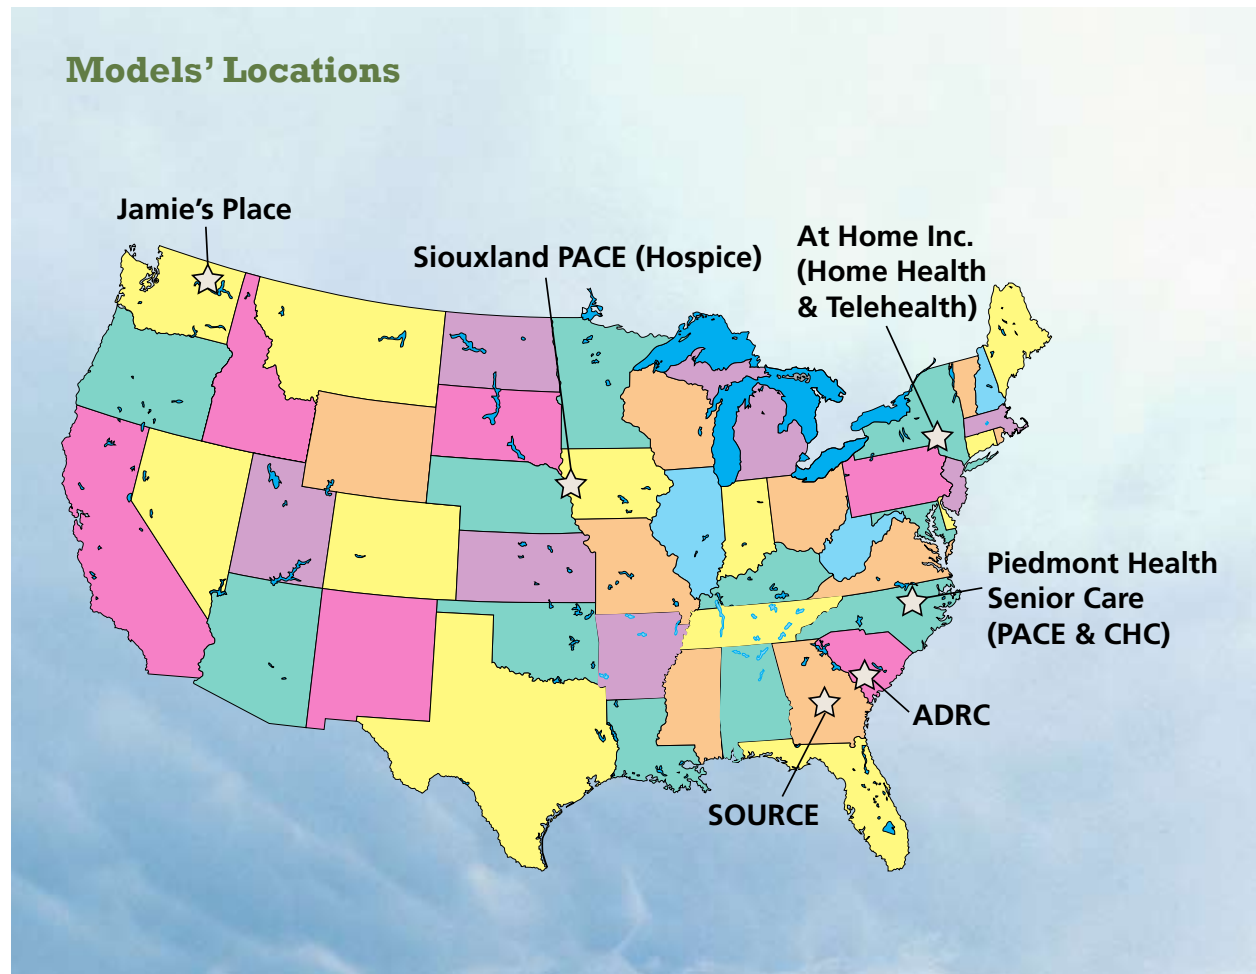 Models’ Locations
Jamie’s Place
Siouxland PACE (Hospice)
At Home Inc.
(Home Health
& Telehealth)
Piedmont Health
Senior Care
(PACE & CHC)
ADRC
SOURCE